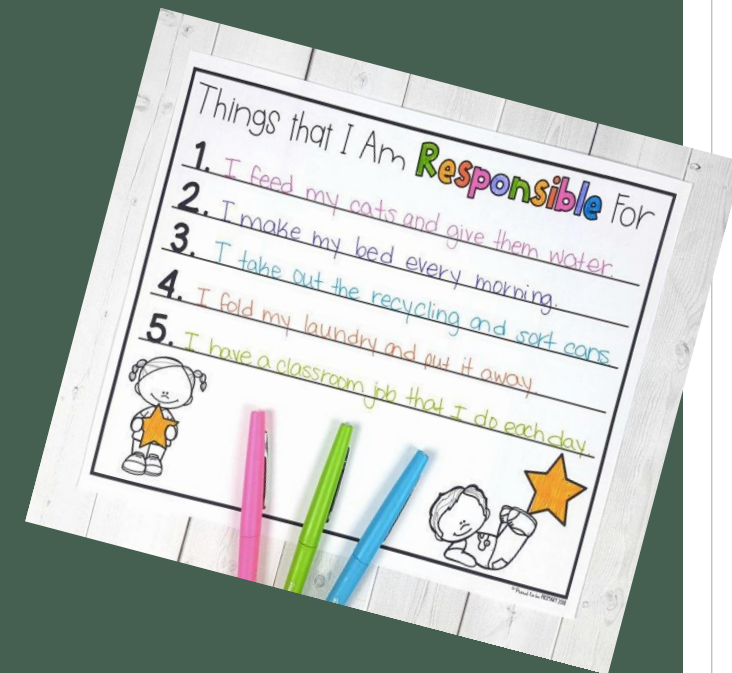 Things that I Am Responsible For
1. I feed my cats and give them water
2. I make my bed every morning.
3. I take out the recycling and sort cans
4. I fold my laundry and put it away
5. I have a classroom job that I do each day.